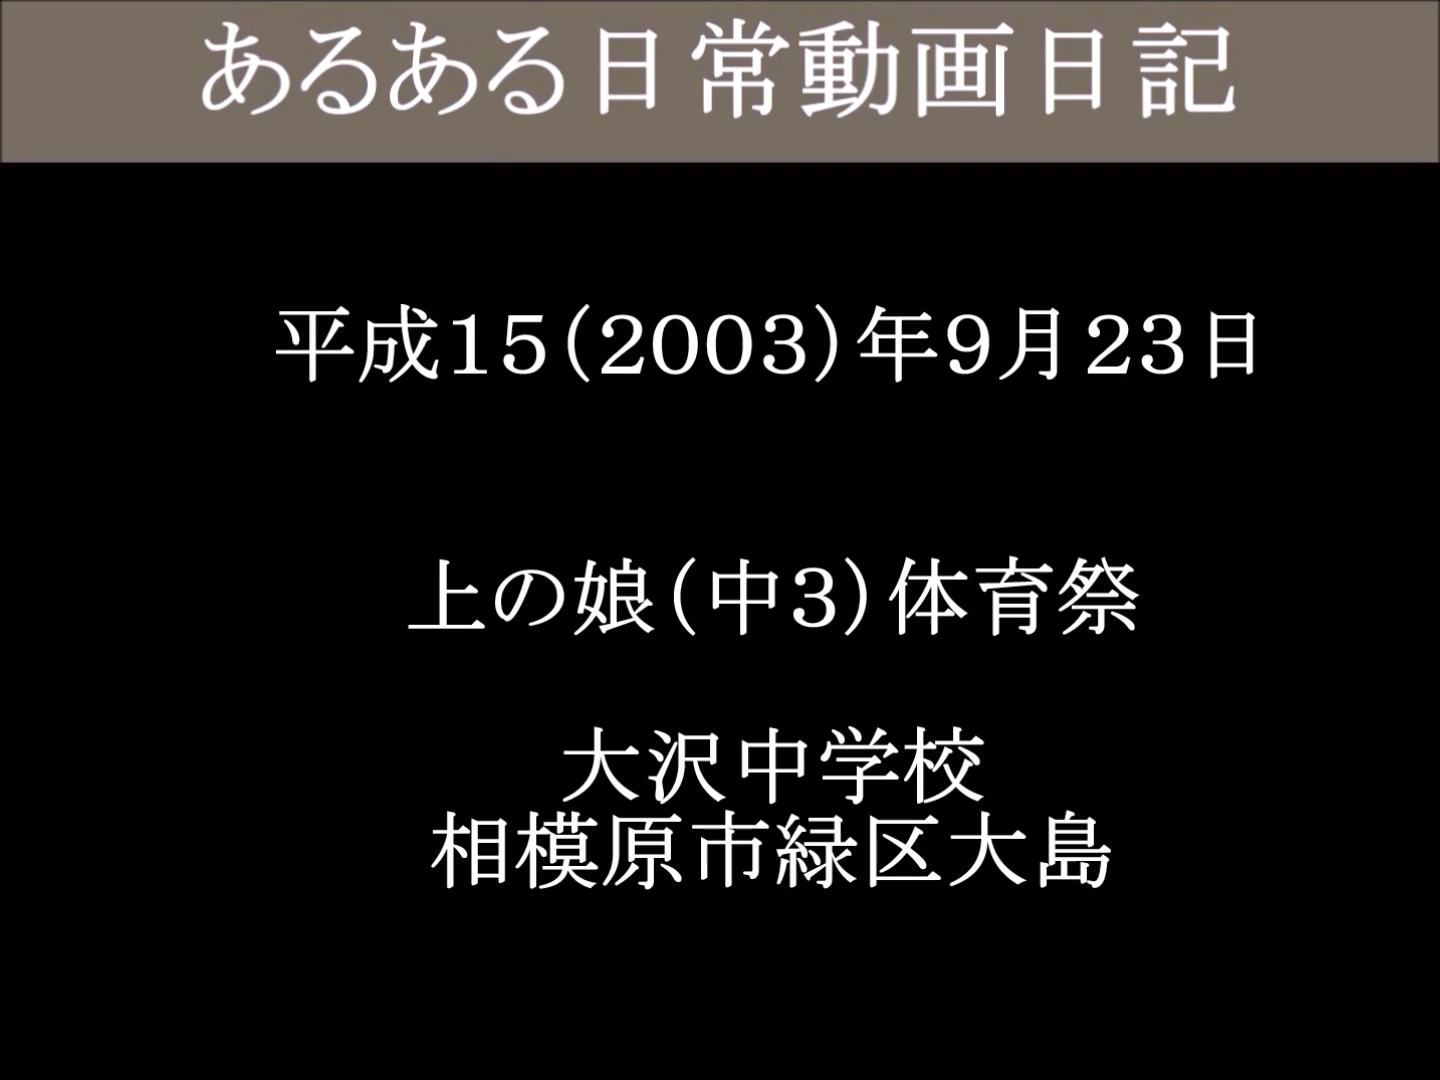 あるある日常動画日記
平成１５（２００３）年９月２３日
上の娘（中３）体育祭
大沢中学校
相模原市緑区大島